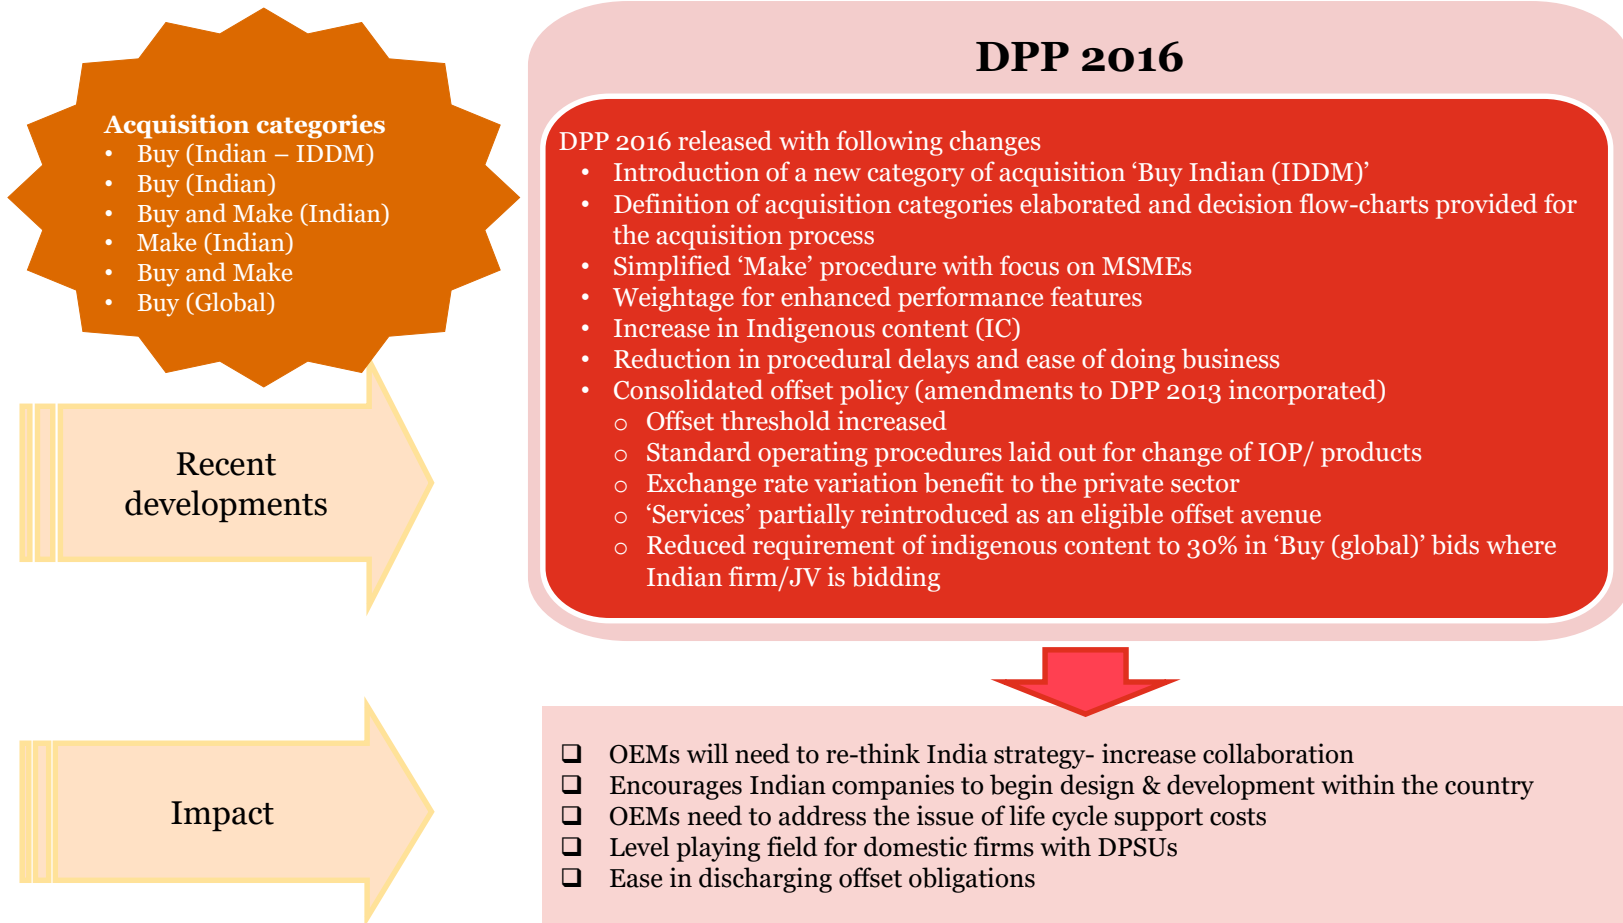 Acquisition categories
• Buy (Indian – IDDM)
• Buy (Indian)
• Buy and Make (Indian)
• Make (Indian)
• Buy and Make
• Buy (Global)
DPP 2016
DPP 2016 released with following changes
• Introduction of a new category of acquisition ‘Buy Indian (IDDM)’
• Definition of acquisition categories elaborated and decision flow-charts provided for
the acquisition process
• Simplified ‘Make’ procedure with focus on MSMEs
• Weightage for enhanced performance features
• Increase in Indigenous content (IC)
• Reduction in procedural delays and ease of doing business
• Consolidated offset policy (amendments to DPP 2013 incorporated)
o Offset threshold increased
o Standard operating procedures laid out for change of IOP/ products
o Exchange rate variation benefit to the private sector
o ‘Services’ partially reintroduced as an eligible offset avenue
o Reduced requirement of indigenous content to 30% in ‘Buy (global)’ bids where
Indian firm/JV is bidding
Recent
developments
Impact
❑ OEMs will need to re-think India strategy- increase collaboration
❑ Encourages Indian companies to begin design & development within the country
❑ OEMs need to address the issue of life cycle support costs
❑ Level playing field for domestic firms with DPSUs
❑ Ease in discharging offset obligations